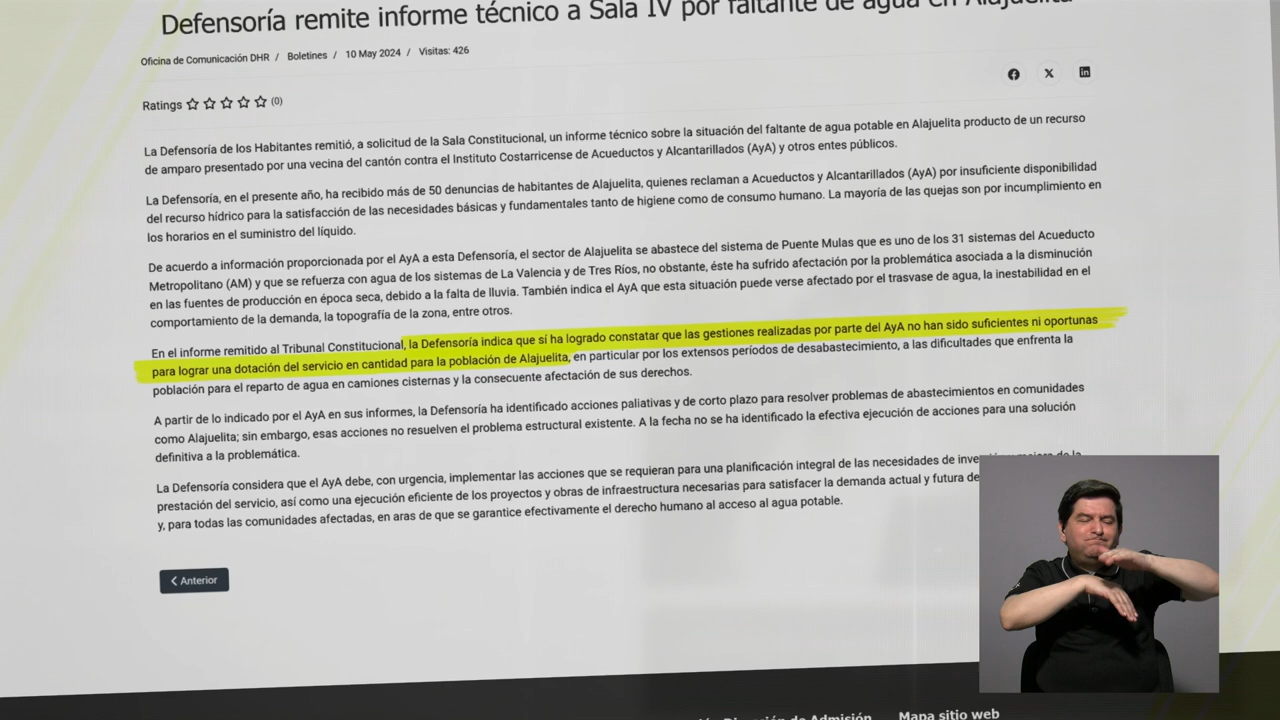 Defensoría remite informe técnico a Sala IV por faltante de agua en Alajuelita
Oficina de Comunicación DHR / Boletines / 10 May 2024 / Visitas: 426
Ratings (0)
La Defensoría de los Habitantes remitió, a solicitud de la Sala Constitucional, un informe técnico sobre la situación del faltante de agua potable en Alajuelita producto de un recurso
de amparo presentado por una vecina del cantón contra el Instituto Costarricense de Acueductos y Alcantarillados (AyA) y otros entes públicos.
La Defensoría, en el presente año, ha recibido más de 50 denuncias de habitantes de Alajuelita, quienes reclaman a Acueductos y Alcantarillados (AyA) por insuficiente disponibilidad
del recurso hídrico para la satisfacción de las necesidades básicas y fundamentales tanto de higiene como de consumo humano. La mayoría de las quejas son por incumplimiento en
los horarios en el suministro del líquido.
De acuerdo a información proporcionada por el AyA a esta Defensoría, el sector de Alajuelita se abastece del sistema de Puente Mulas que es uno de los 31 sistemas del Acueducto
Metropolitano (AM) y que se refuerza con agua de los sistemas de La Valencia y de Tres Ríos, no obstante, éste ha sufrido afectación por la problemática asociada a la disminución
en las fuentes de producción en época seca, debido a la falta de lluvia. También indica el AyA que esta situación puede verse afectado por el trasvase de agua, la inestabilidad en el
comportamiento de la demanda, la topografía de la zona, entre otros.
En el informe remitido al Tribunal Constitucional, la Defensoría indica que sí ha logrado constatar que las gestiones realizadas por parte del AyA no han sido suficientes ni oportunas
para lograr una dotación del servicio en cantidad para la población de Alajuelita, en particular por los extensos períodos de desabastecimiento, a las dificultades que enfrenta la
población para el reparto de agua en camiones cisternas y la consecuente afectación de sus derechos.
A partir de lo indicado por el AyA en sus informes, la Defensoría ha identificado acciones paliativas y de corto plazo para resolver problemas de abastecimientos en comunidades
como Alajuelita; sin embargo, esas acciones no resuelven el problema estructural existente. A la fecha no se ha identificado la efectiva ejecución de acciones para una solución
definitiva a la problemática.
La Defensoría considera que el AyA debe, con urgencia, implementar las acciones que se requieran para una planificación integral de las necesidades de
prestación del servicio, así como una ejecución eficiente de los proyectos y obras de infraestructura necesarias para satisfacer la demanda actual y futura de
y, para todas las comunidades afectadas, en aras de que se garantice efectivamente el derecho humano al acceso al agua potable.
Anterior
de Admisión Mapa sitio web